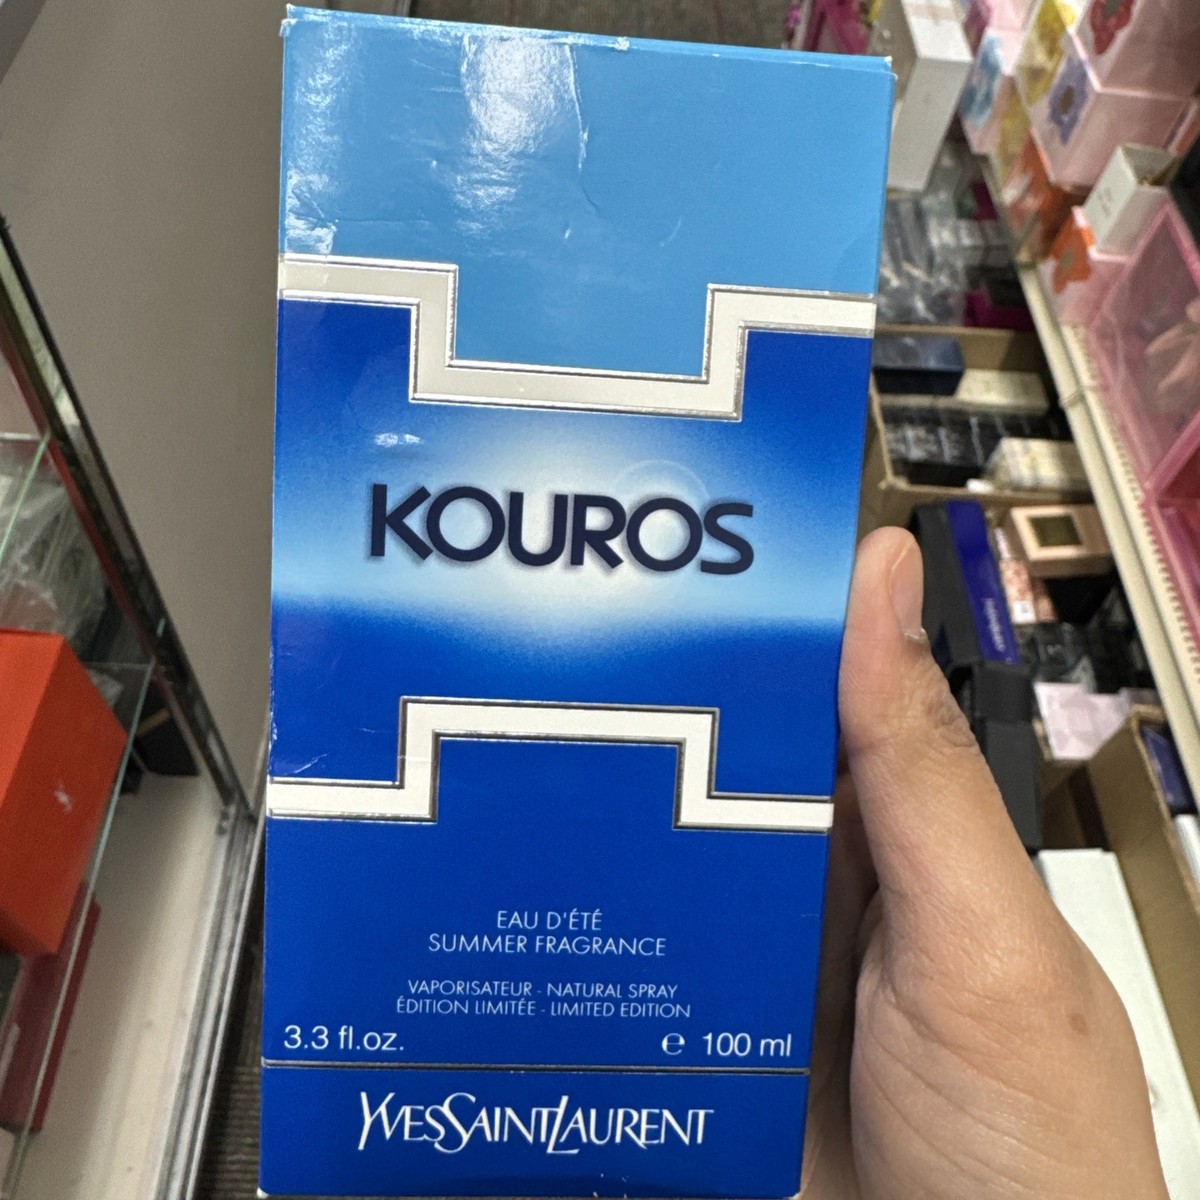 KOUROS
EAU D'ÉTÉ
SUMMER FRAGRANCE
VAPORISATEUR - NATURAL SPRAY
ÉDITION LIMITÉE - LIMITED EDITION
3.3 fl.oz. ℮ 100 ml
YVESSAINTLAURENT